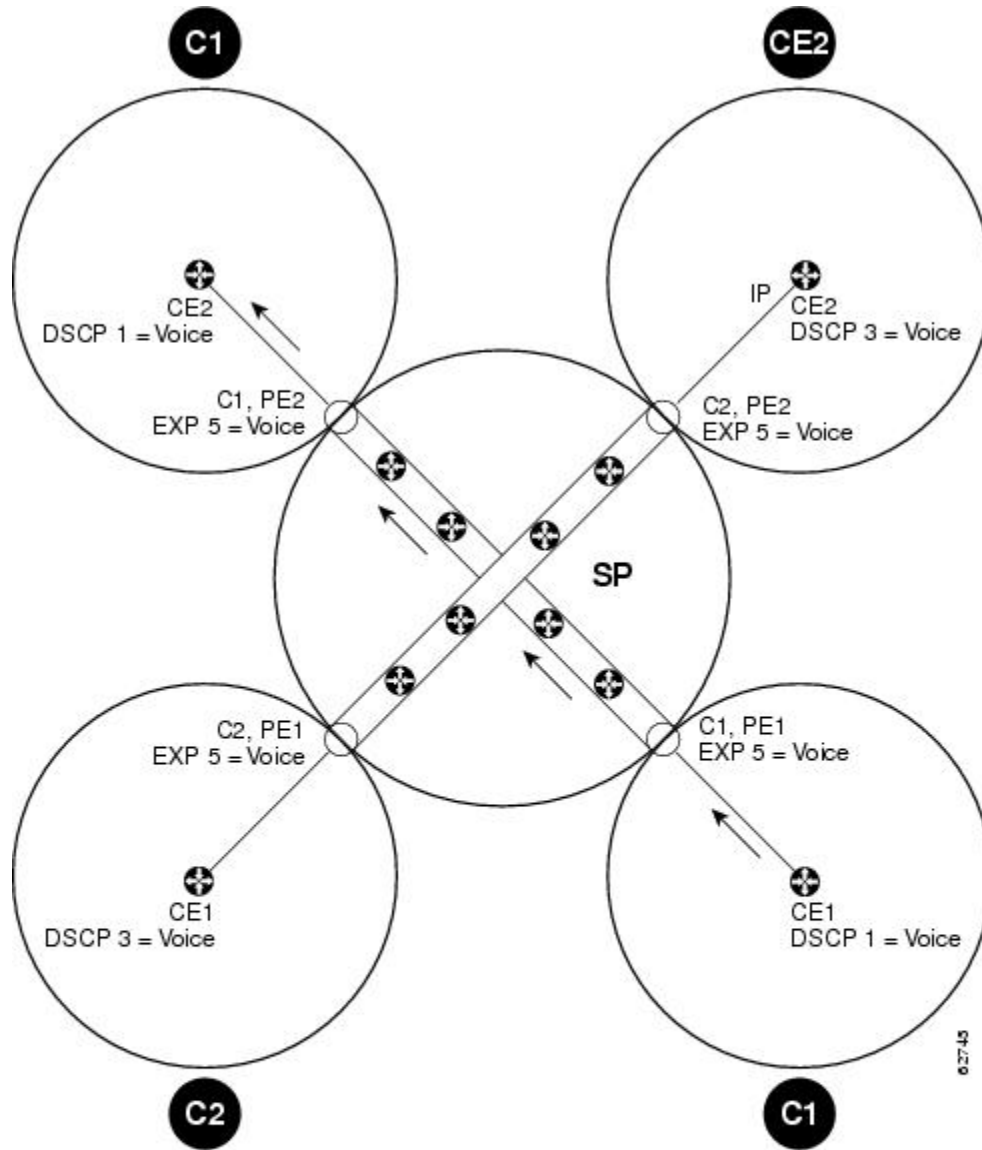 C1
CE2
CE2
DSCP 1 = Voice
IP
CE2
DSCP 3 = Voice
C1, PE2
EXP 5 = Voice
C2, PE2
EXP 5 = Voice
SP
C2, PE1
EXP 5 = Voice
C1, PE1
EXP 5 = Voice
CE1
DSCP 3 = Voice
CE1
DSCP 1 = Voice
62745
C2
C1